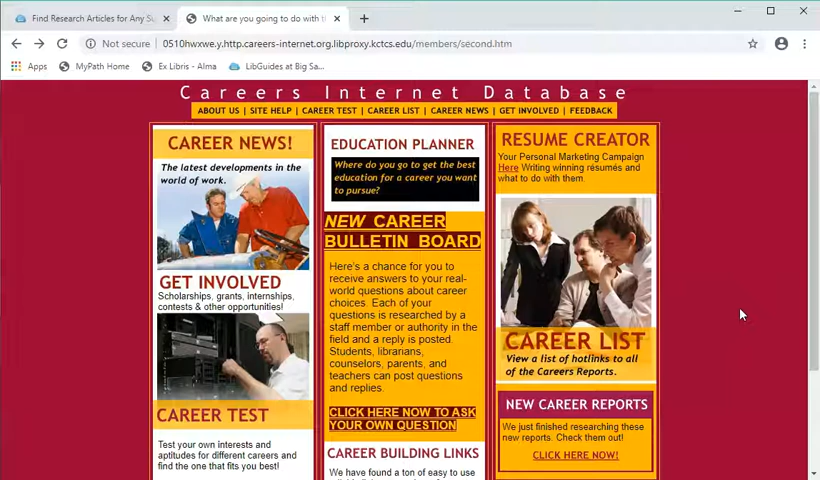 Find Research Articles for Any Su
What are you going to do with t
Not secure
0510hwxwe.y.http.careers-internet.org.libproxy.kctcs.edu/members/second.htm
Apps
MyPath Home
Ex Libris - Alma
LibGuides at Big Sa...
Careers Internet Database
ABOUT US | SITE HELP | CAREER TEST | CAREER LIST | CAREER NEWS | GET INVOLVED | FEEDBACK
CAREER NEWS!
The latest developments in the
world of work.
GET INVOLVED
Scholarships, grants, internships,
contests & other opportunities!
CAREER TEST
Test your own interests and
aptitudes for careers and
find the one that fits you best!
EDUCATION PLANNER
Where do you go to get the best
education for a career you want
to pursue?
NEW CAREER
BULLETIN BOARD
Here's a chance for you to
receive answers to your real-
world questions about career
choices. Each of your
questions is researched by a
staff member or authority in the
field and a reply is posted.
Students, librarians,
counselors, parents, and
teachers can post questions
and replies.
CLICK HERE NOW TO ASK
YOUR OWN QUESTION
CAREER BUILDING LINKS
We have found a ton of easy to use
RESUME CREATOR
Your Personal Marketing Campaign
Here Writing winning résumés and
what to do with them.
CAREER LIST
View a list of hotlinks to all
of the Careers Reports.
NEW CAREER REPORTS
We just finished researching these
new reports. Check them out!
CLICK HERE NOW!